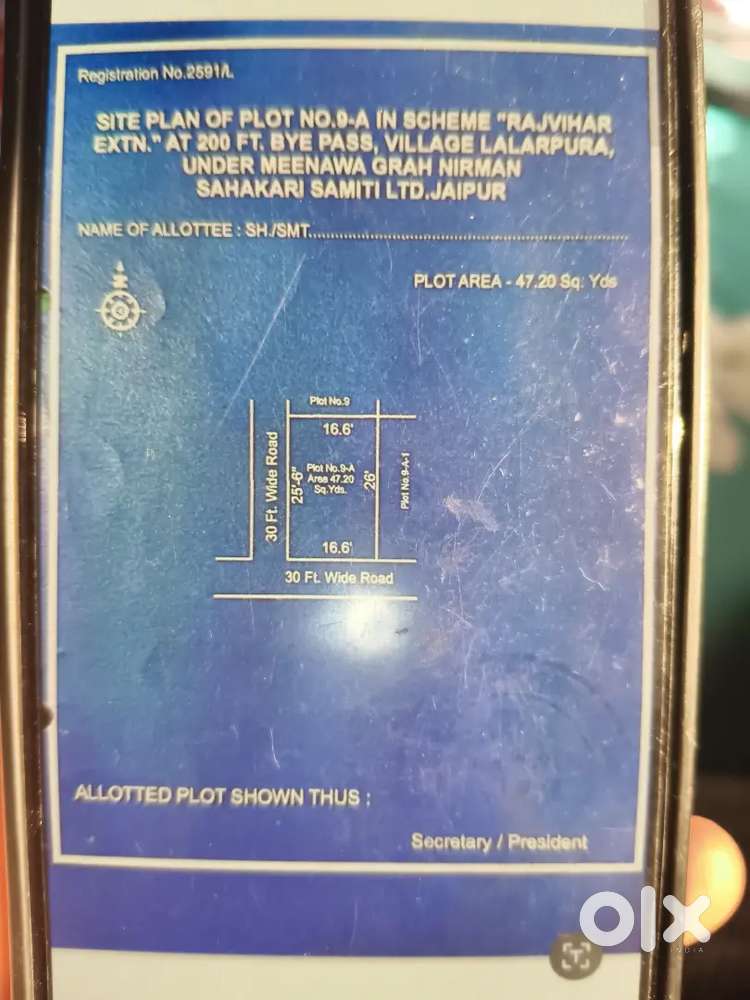 Registration No.2591/L
SITE PLAN OF PLOT NO.9-A IN SCHEME "RAJVIHAR
EXTN." AT 200 FT. BYE PASS, VILLAGE LALARPURA,
UNDER MEENAWA GRAH NIRMAN
SAHAKARI SAMITI LTD.JAIPUR
NAME OF ALLOTTEE : SH./SMT.
N
PLOT AREA - 47.20 Sq. Yds
Plot No.9
16.6'
30 Ft. Wide Road
25'-6"
Plot No.9-A
Area 47.20
Sq.Yds.
26'
Plot No.9-A-1
16.6'
30 Ft. Wide Road
ALLOTTED PLOT SHOWN THUS :
Secretary / President
olx
INDIA
T